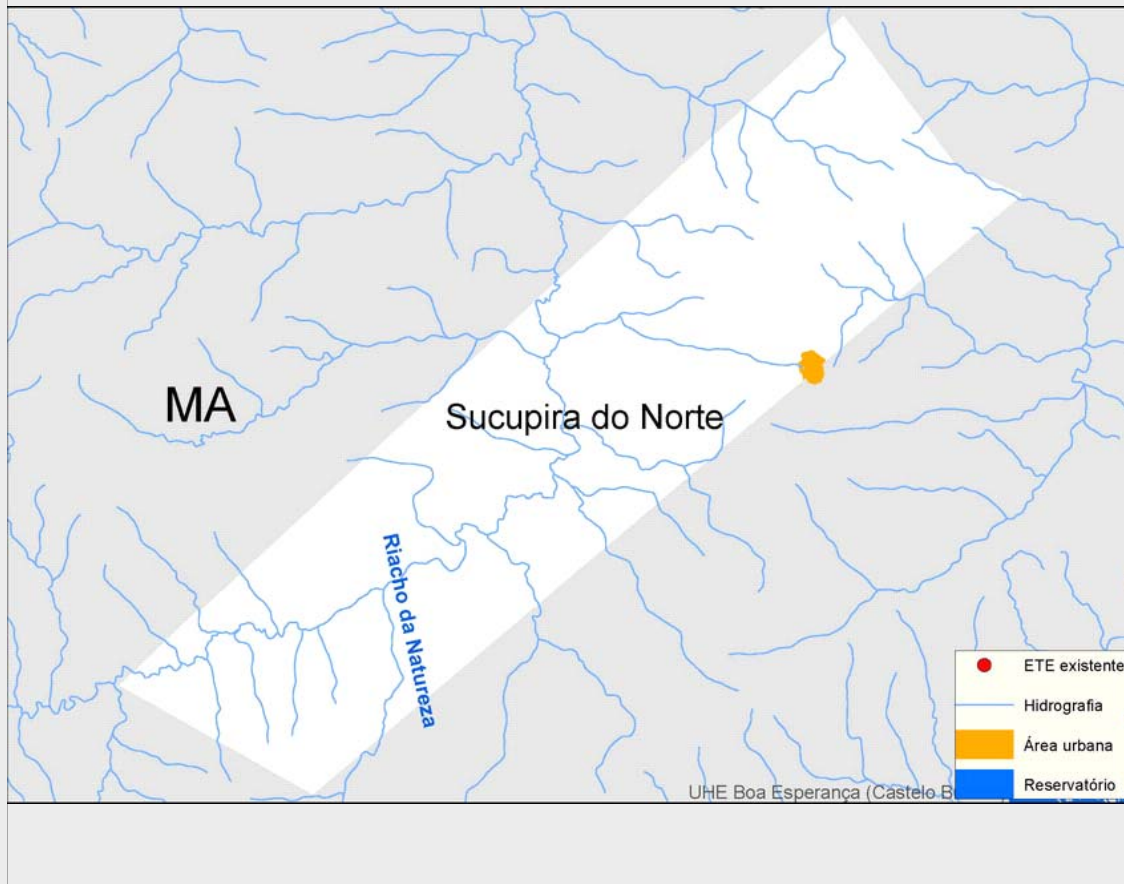 MA
Sucupira do Norte
Riacho da Natureza
ETE existente
Hidrografia
Área urbana
Reservatório
UHE Boa Esperança (Castelo B